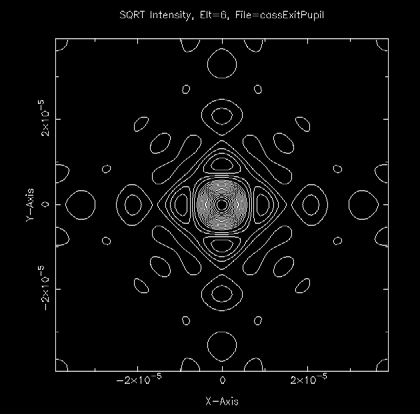 SQRT Intensity, Elt=6, File=cassExitPupil
Y-Axis
2×10⁻⁵
0
−2×10⁻⁵
−2×10⁻⁵ 0 2×10⁻⁵
X-Axis